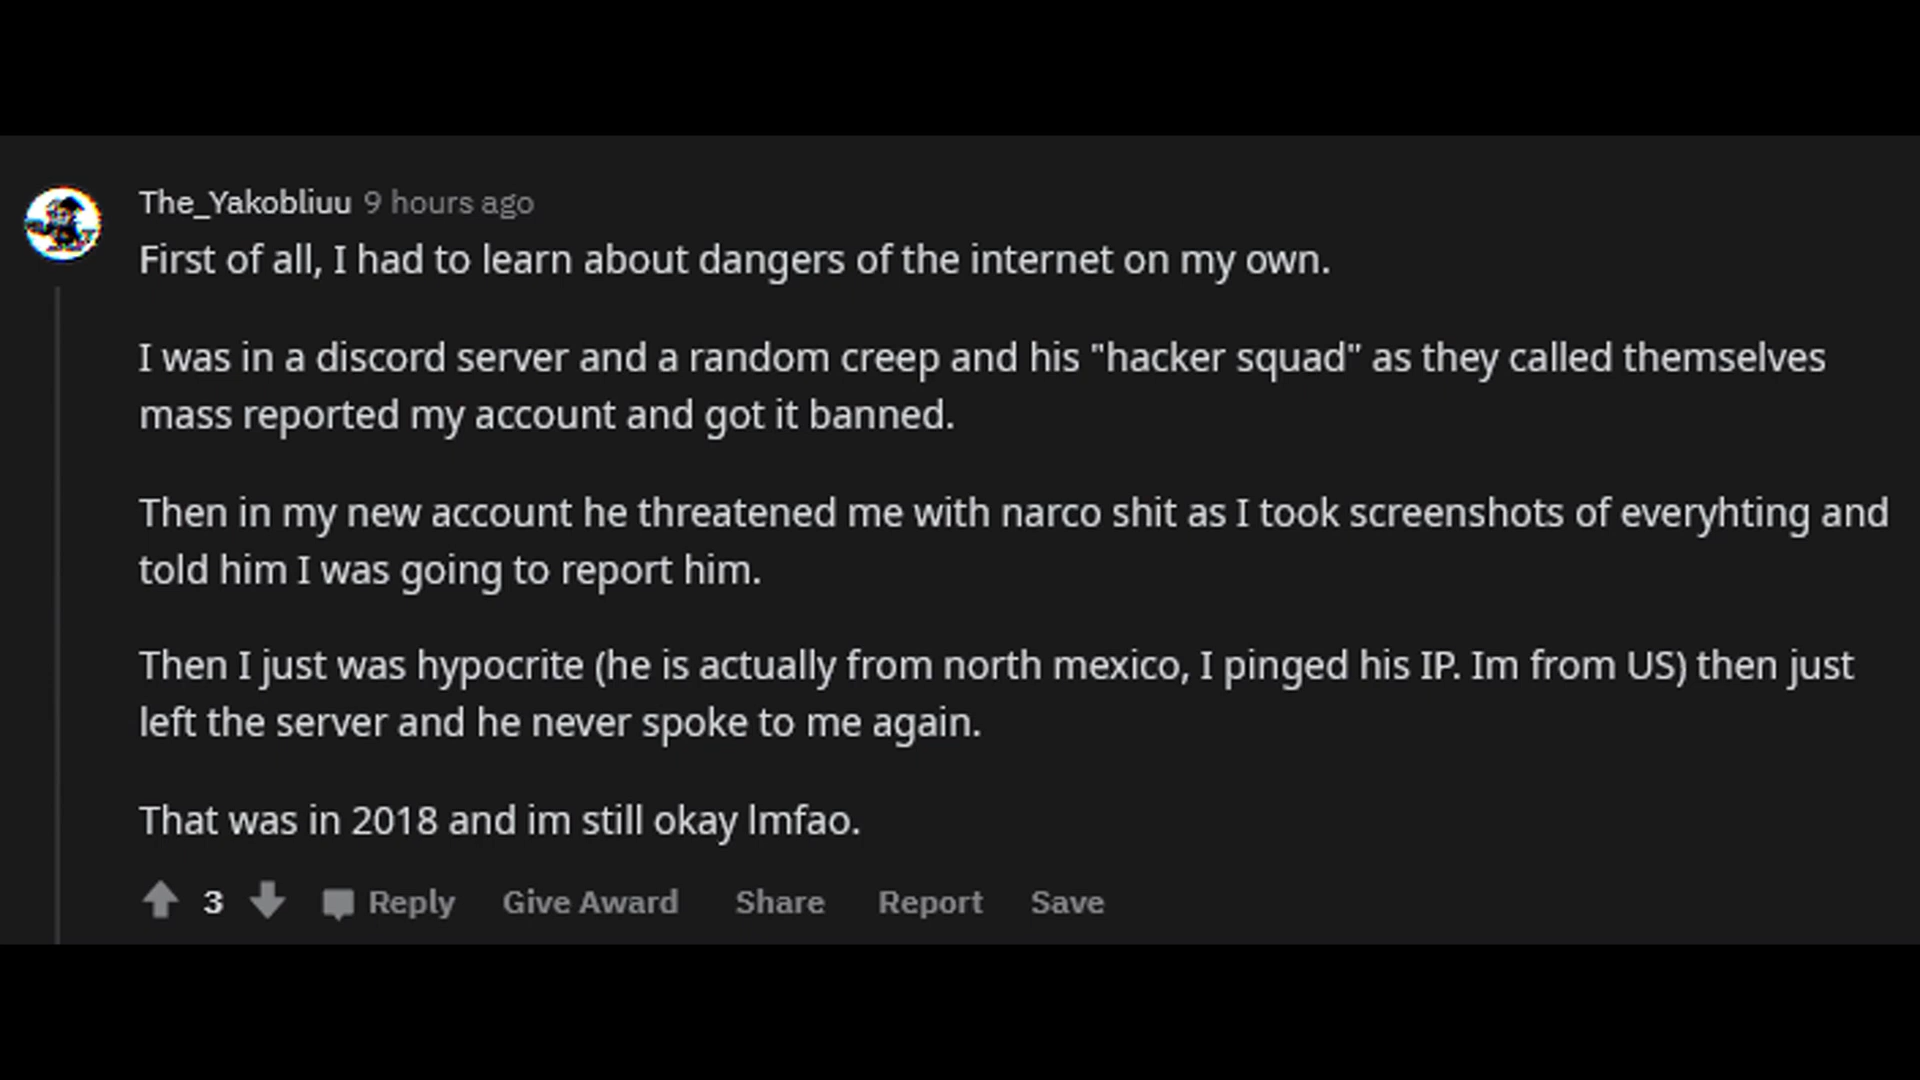 The_Yakobliuu 9 hours ago
First of all, I had to learn about dangers of the internet on my own.
I was in a discord server and a random creep and his "hacker squad" as they called themselves
mass reported my account and got it banned.
Then in my new account he threatened me with narco shit as I took screenshots of everyhting and
told him I was going to report him.
Then I just was hypocrite (he is actually from north mexico, I pinged his IP. Im from US) then just
left the server and he never spoke to me again.
That was in 2018 and im still okay lmfao.
3 Reply Give Award Share Report Save